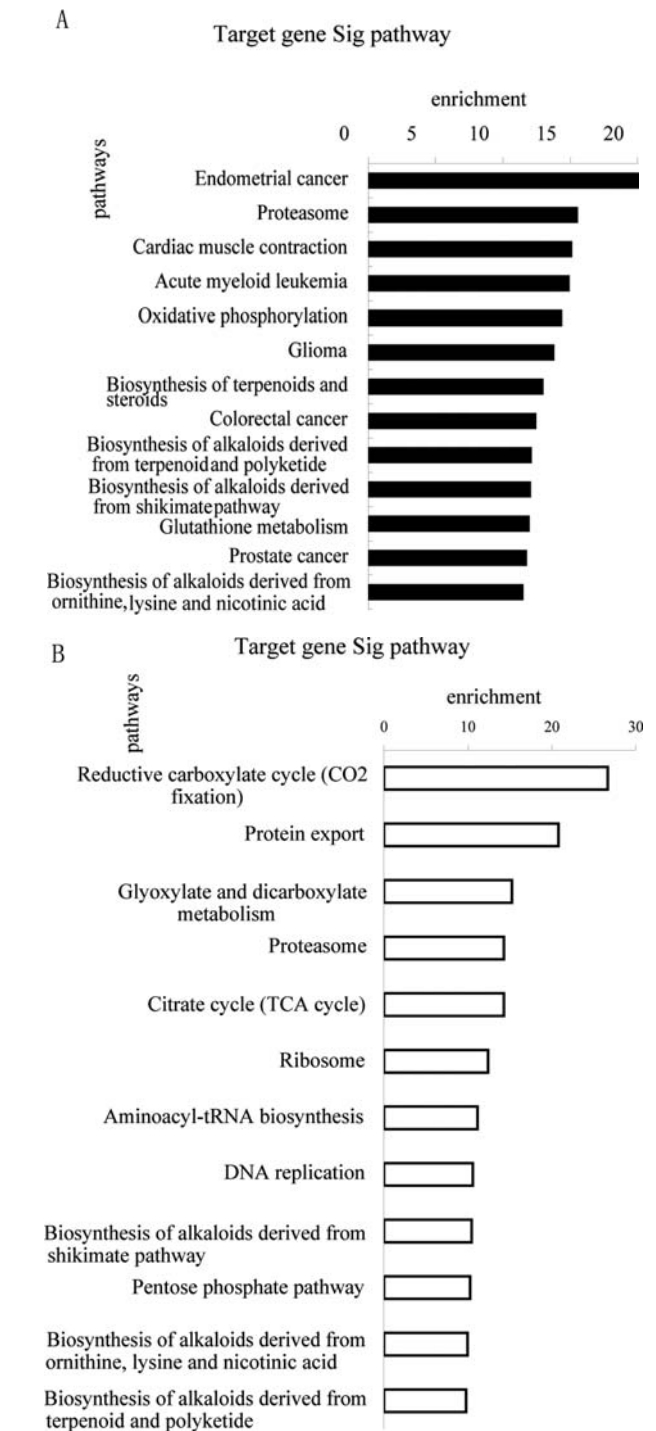 A
Target gene Sig pathway
enrichment
0 5 10 15 20
pathways
Endometrial cancer
Proteasome
Cardiac muscle contraction
Acute myeloid leukemia
Oxidative phosphorylation
Glioma
Biosynthesis of terpenoids and
steroids
Colorectal cancer
Biosynthesis of alkaloids derived
from terpenoid and polyketide
Biosynthesis of alkaloids derived
from shikimate pathway
Glutathione metabolism
Prostate cancer
Biosynthesis of alkaloids derived from
ornithine, lysine and nicotinic acid
B
Target gene Sig pathway
enrichment
0 10 20 30
pathways
Reductive carboxylate cycle (CO2
fixation)
Protein export
Glyoxylate and dicarboxylate
metabolism
Proteasome
Citrate cycle (TCA cycle)
Ribosome
Aminoacyl-tRNA biosynthesis
DNA replication
Biosynthesis of alkaloids derived from
shikimate pathway
Pentose phosphate pathway
Biosynthesis of alkaloids derived from
ornithine, lysine and nicotinic acid
Biosynthesis of alkaloids derived from
terpenoid and polyketide